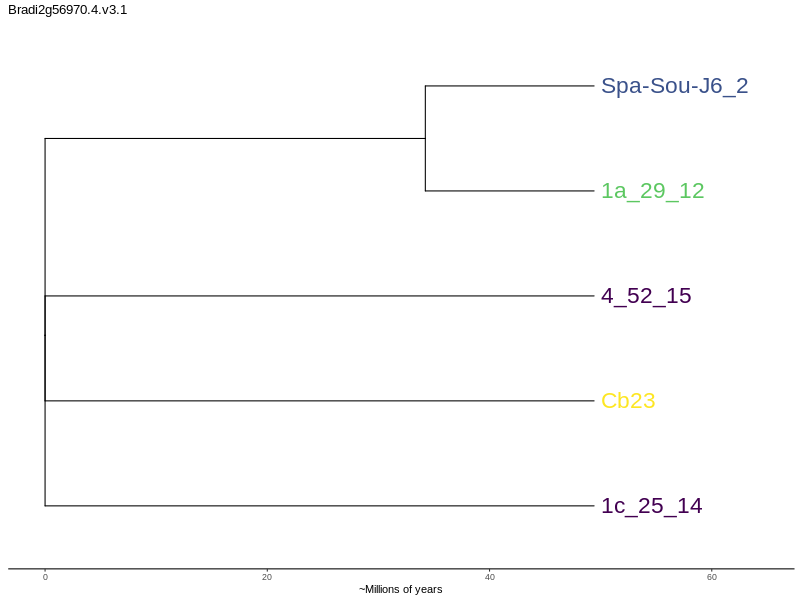 Bradi2g56970.4.v3.1
Spa-Sou-J6_2
1a_29_12
4_52_15
Cb23
1c_25_14
0 20 40 60
~Millions of years